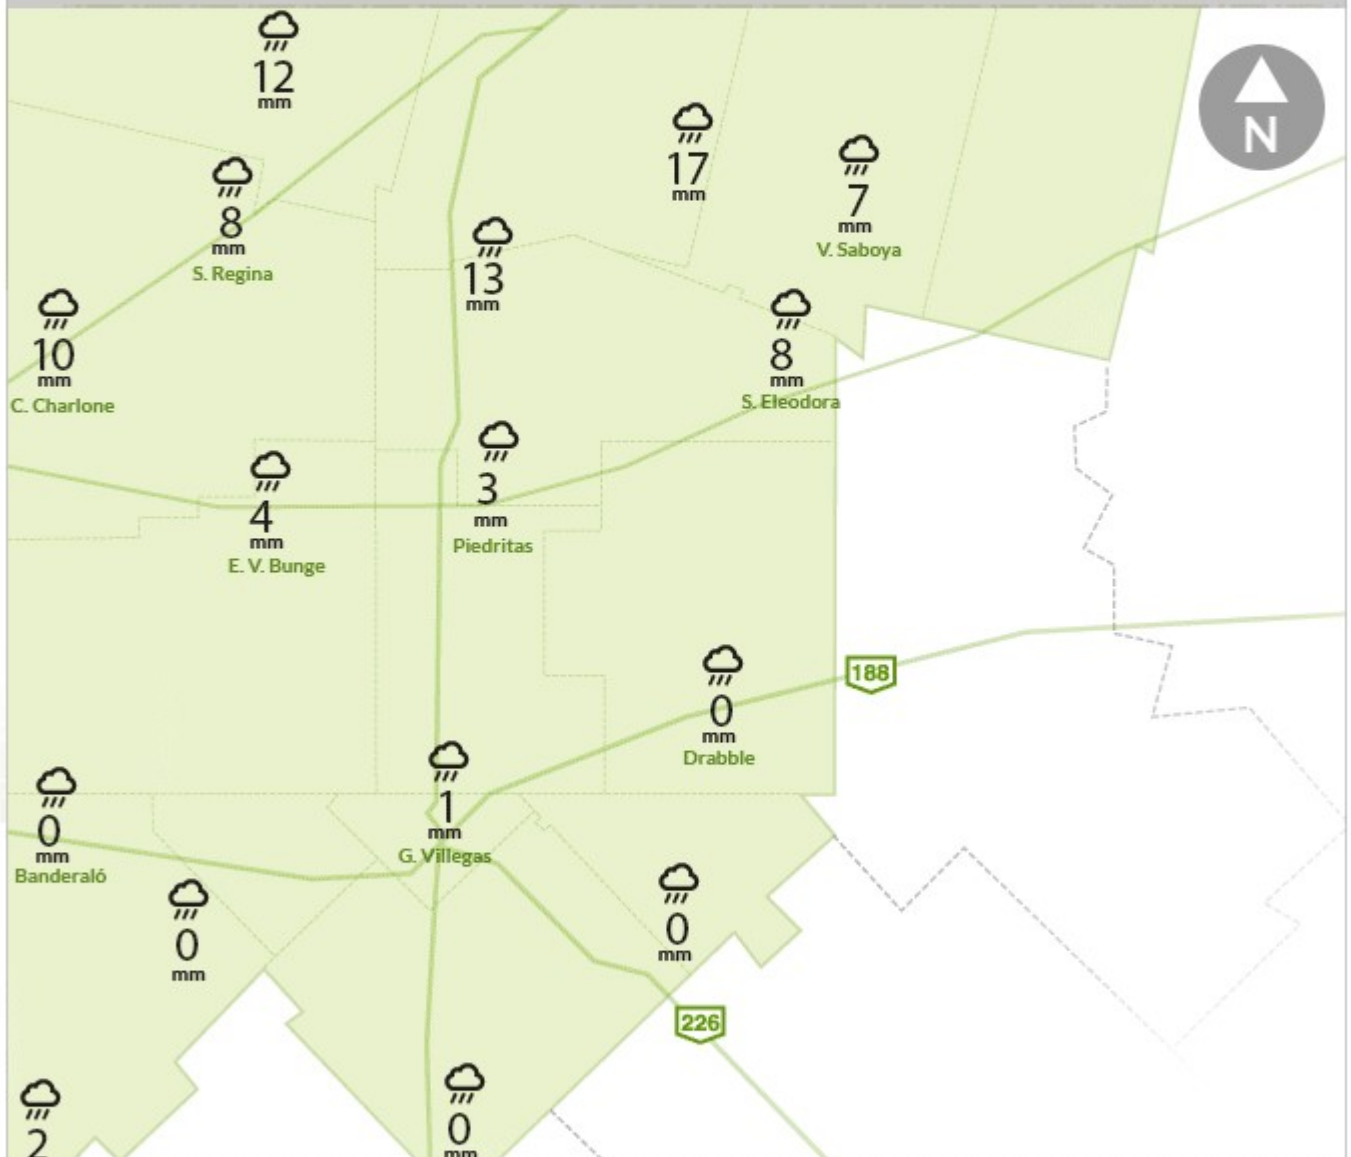 12
mm
N
17
mm
7
mm
V. Saboya
8
mm
S. Regina
13
mm
10
mm
C. Charlone
8
mm
S. Eleodora
3
mm
Piedritas
4
mm
E. V. Bunge
188
0
mm
Drabble
1
mm
G. Villegas
0
mm
Banderaló
0
mm
0
mm
226
0
mm
2